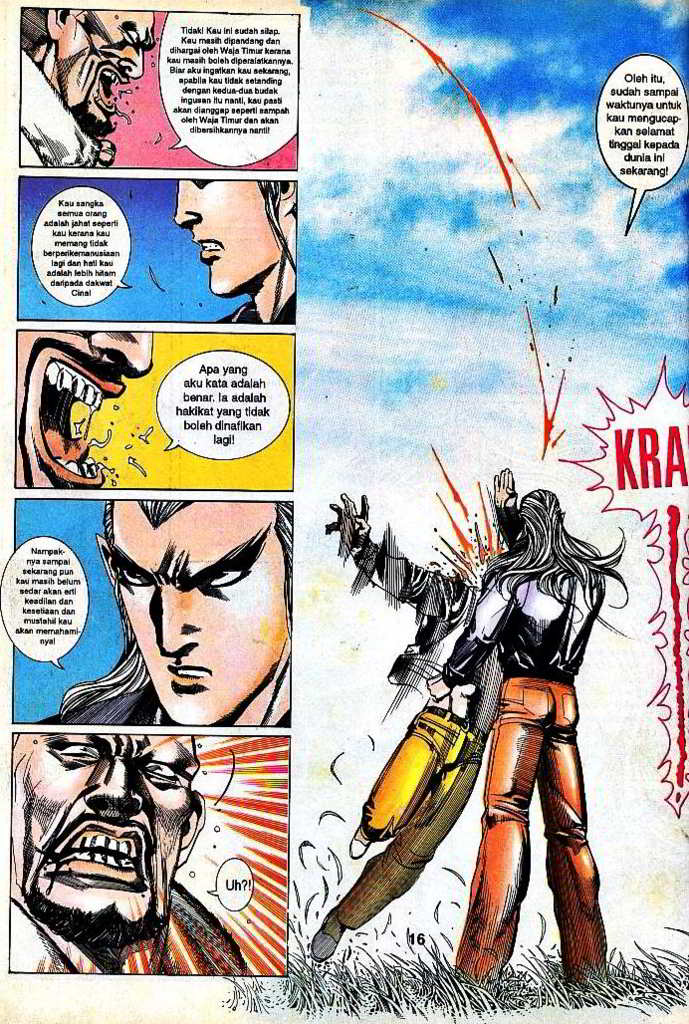 Tidak! Kau ini sudah silap.
Kau masih dipandang dan
dihargai oleh Waja Timur kerana
kau masih boleh diperalatkannya.
Biar aku ingatkan kau sekarang,
apabila kau tidak setanding
dengan kedua-dua budak
ingusan itu nanti, kau pasti
akan dianggap seperti sampah
oleh Waja Timur dan akan
dibersihkannya nanti!
Kau sangka
semua orang
adalah jahat seperti
kau kerana kau
memang tidak
berperikemanusiaan
lagi dan hati kau
adalah lebih hitam
daripada dakwat
Cina!
Apa yang
aku kata adalah
benar. Ia adalah
hakikat yang tidak
boleh dinafikan
lagi!
Nampak-
nya sampai
sekarang pun
kau masih belum
sedar akan erti
keadilan dan
kesetiaan dan
mustahil kau
akan memahami-
nya!
Uh?!
Oleh itu,
sudah sampai
waktunya untuk
kau mengucap-
kan selamat
tinggal kepada
dunia ini
sekarang!
KRA
16